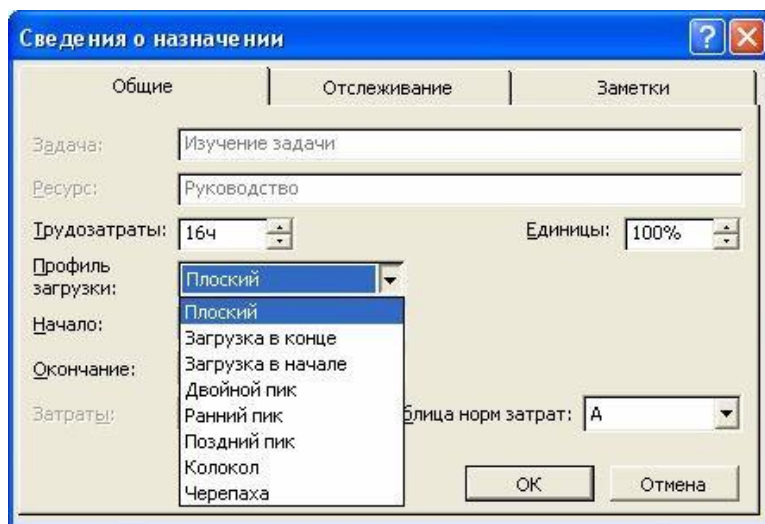 Сведения о назначении
Общие
Отслеживание
Заметки
Задача:
Изучение задачи
Ресурс:
Руководство
Трудозатраты:
16ч
Единицы:
100%
Профиль
загрузки:
Плоский
Плоский
Загрузка в конце
Загрузка в начале
Двойной пик
Ранний пик
Поздний пик
Колокол
Черепаха
Начало:
Окончание:
Затраты:
блица норм затрат:
A
ОК
Отмена